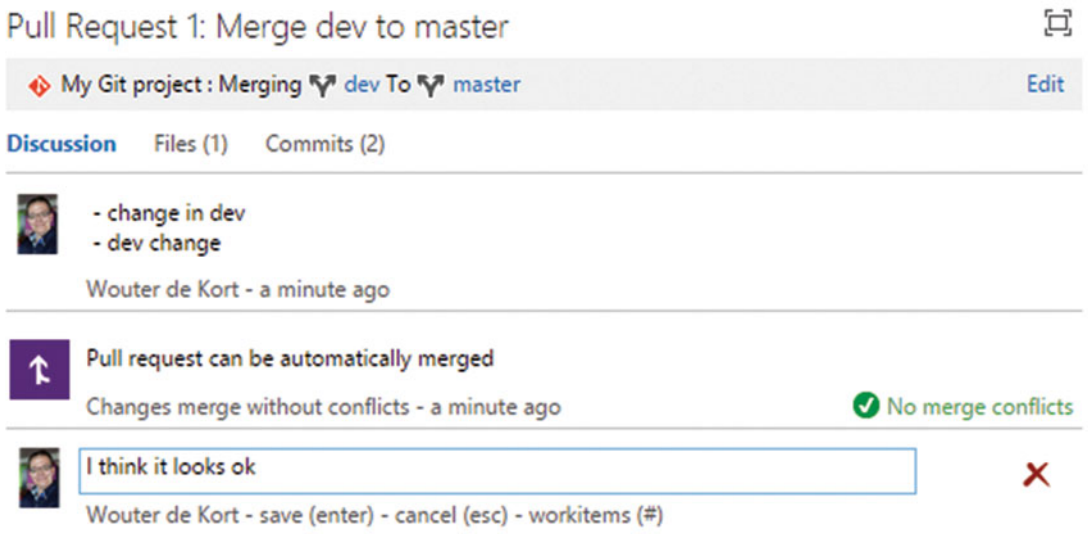 Pull Request 1: Merge dev to master
My Git project : Merging dev To master Edit
Discussion Files (1) Commits (2)
- change in dev
- dev change
Wouter de Kort - a minute ago
Pull request can be automatically merged
Changes merge without conflicts - a minute ago No merge conflicts
I think it looks ok
Wouter de Kort - save (enter) - cancel (esc) - workitems (#)